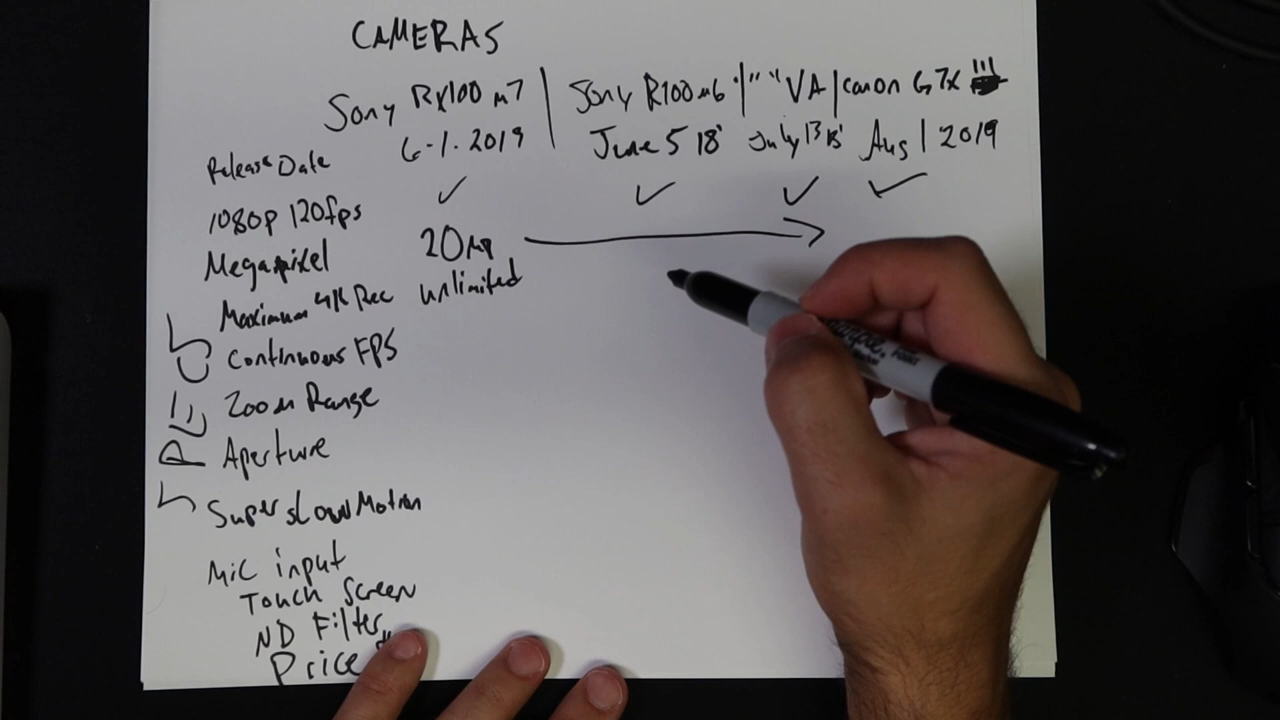 CAMERAS
Sony RX100 m7 | Sony R100 m6 | " " VA | Canon G7X III
Release Date 6-1-2019 June 5 18' July 13 18' Aug 1 2019
1080p 120fps ✓ ✓ ✓ ✓
Megapixel 20mp
Maximum 4K Rec unlimited
Continuous FPS
Zoom Range
Aperture
Super Slow Motion
Mic input
Touch Screen
ND Filter
Price